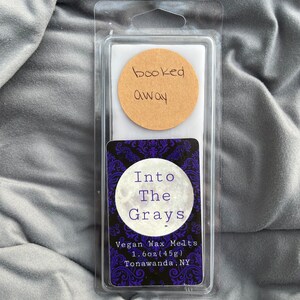 booked
away
Into
The
Grays
Vegan Wax Melts
1.6oz(45g)
Tonawanda.NY